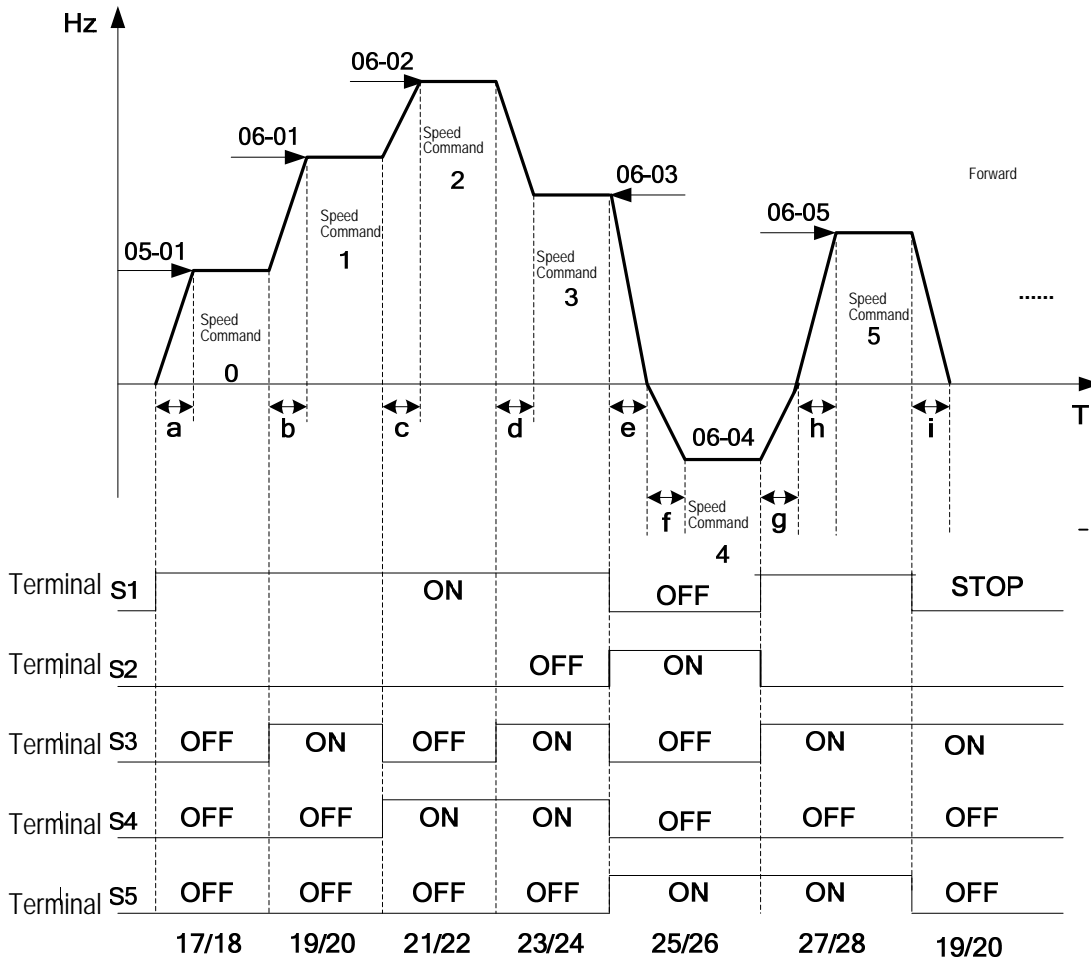 Hz
06-02
06-01
Speed
Command
2
06-03
Forward
05-01
Speed
Command
1
06-05
Speed
Command
3
Speed
Command
0
Speed
Command
5
......
a b c d e h i T
06-04
f Speed
Command
4 g
-
Terminal S1 ON OFF STOP
Terminal S2 OFF ON
Terminal S3 OFF ON OFF ON OFF ON ON
Terminal S4 OFF OFF ON ON OFF OFF OFF
Terminal S5 OFF OFF OFF OFF ON ON OFF
17/18 19/20 21/22 23/24 25/26 27/28 19/20